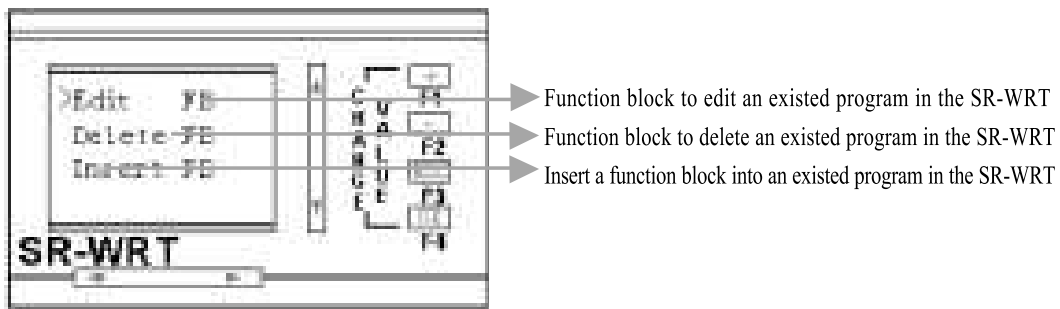 >Edit FB
Delete FB
Insert FB
CHANGE
VALUE
+
F1
-
F2
F3
SR-WRT
Function block to edit an existed program in the SR-WRT
Function block to delete an existed program in the SR-WRT
Insert a function block into an existed program in the SR-WRT